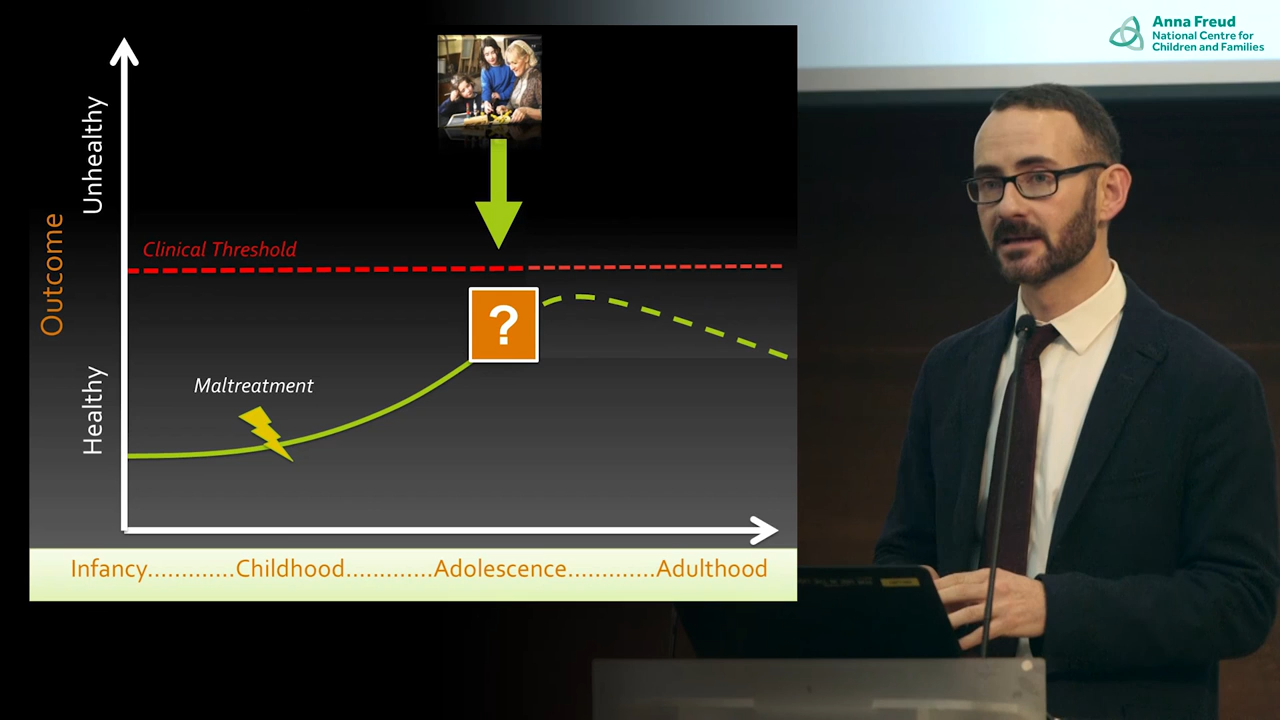 Anna Freud
National Centre for
Children and Families
Unhealthy
Outcome
Healthy
Clinical Threshold
?
Maltreatment
Infancy.............Childhood.............Adolescence.............Adulthood